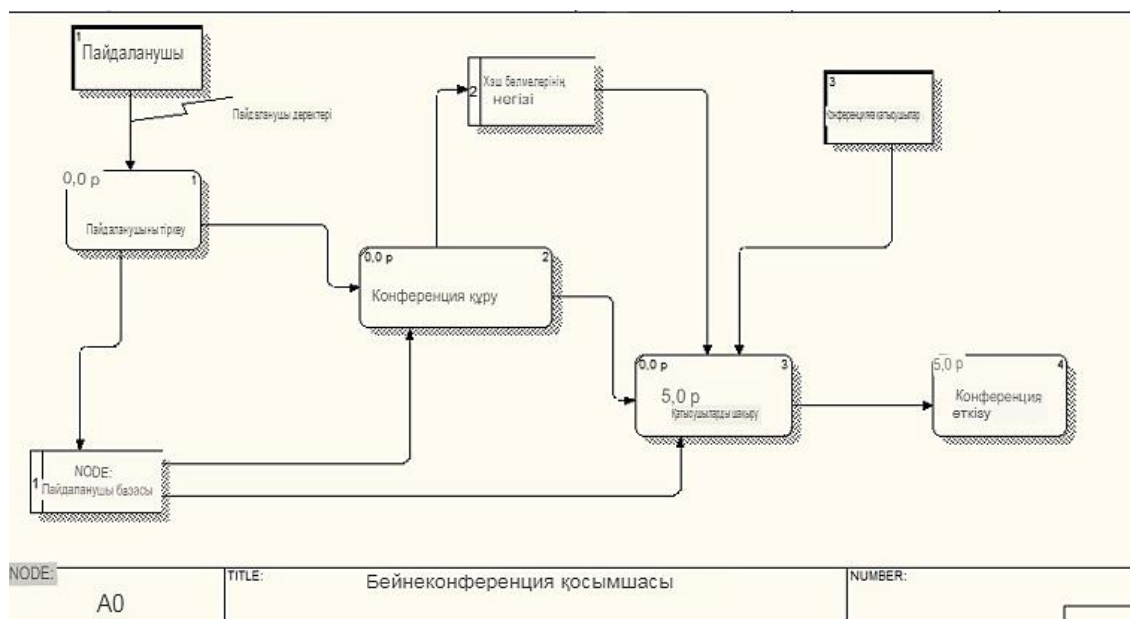 1
Пайдаланушы
Пайдаланушы деректері
2
Хэш бөлмелерінің
негізі
3
Конференцияға қатысушылар
0,0 р
1
Пайдаланушыны тіркеу
0,0 р
2
Конференция құру
0,0 р
3
5,0 р
Қатысушыларды шақыру
5,0 р
4
Конференция
өткізу
1
NODE:
Пайдаланушы базасы
NODE:
A0
TITLE:
Бейнеконференция қосымшасы
NUMBER: